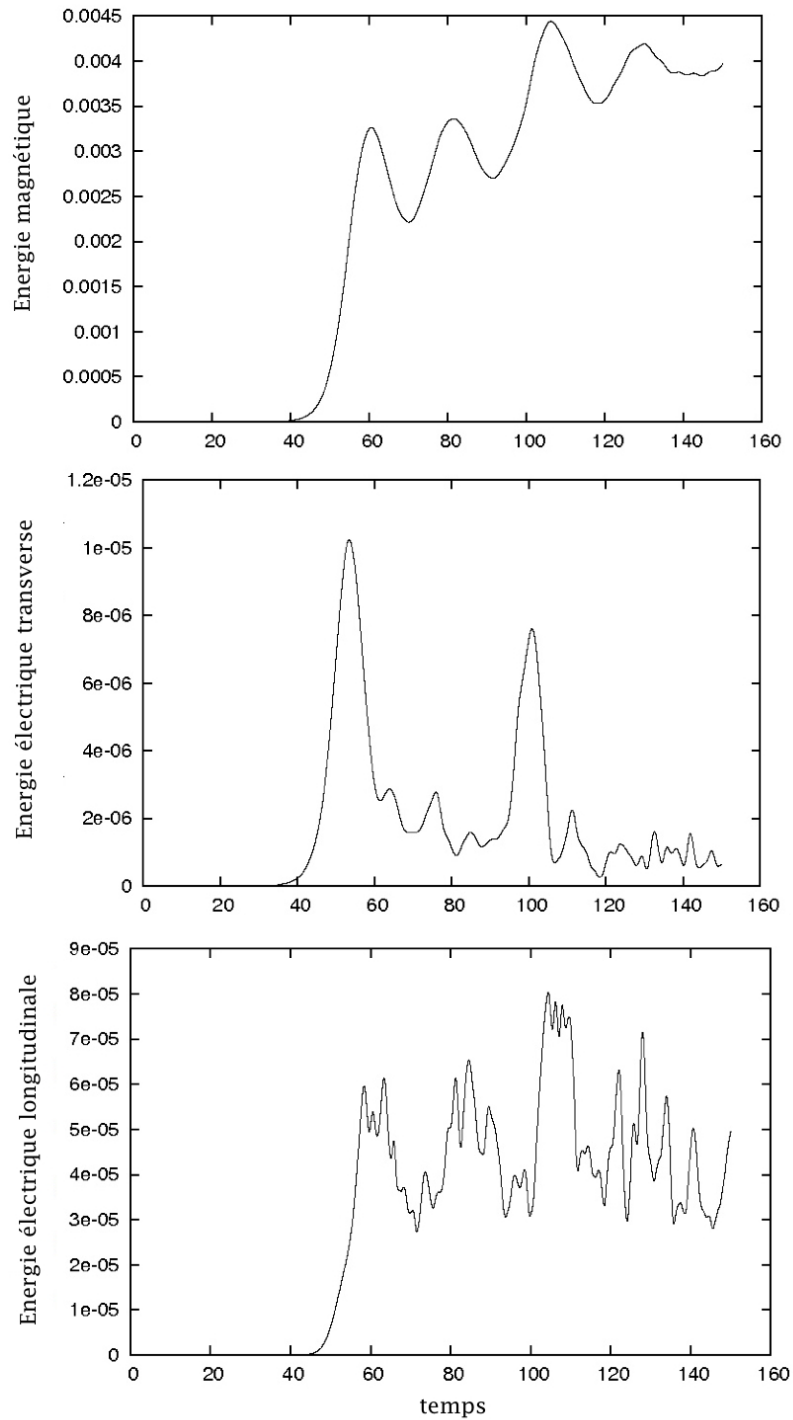 Energie magnétique
0.0045
0.004
0.0035
0.003
0.0025
0.002
0.0015
0.001
0.0005
0
0 20 40 60 80 100 120 140 160
Energie électrique transverse
1.2e-05
1e-05
8e-06
6e-06
4e-06
2e-06
0
0 20 40 60 80 100 120 140 160
Energie électrique longitudinale
9e-05
8e-05
7e-05
6e-05
5e-05
4e-05
3e-05
2e-05
1e-05
0
0 20 40 60 80 100 120 140 160
temps